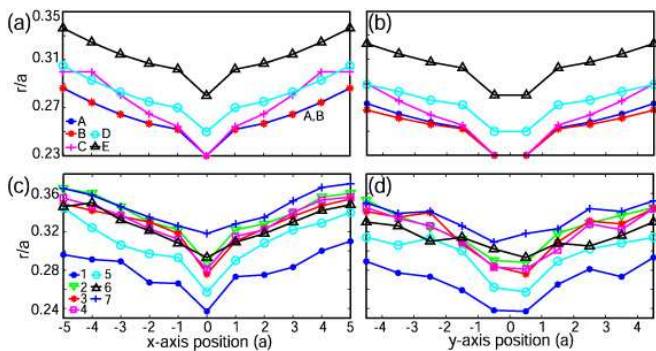 (a)
(b)
r/a
0.35
0.31
0.27
0.23
A
B
C
D
E
A,B
(c)
(d)
r/a
0.36
0.32
0.28
0.24
1
2
3
4
5
6
7
-5 -4 -3 -2 -1 0 1 2 3 4 5
-4 -3 -2 -1 0 1 2 3 4
x-axis position (a)
y-axis position (a)